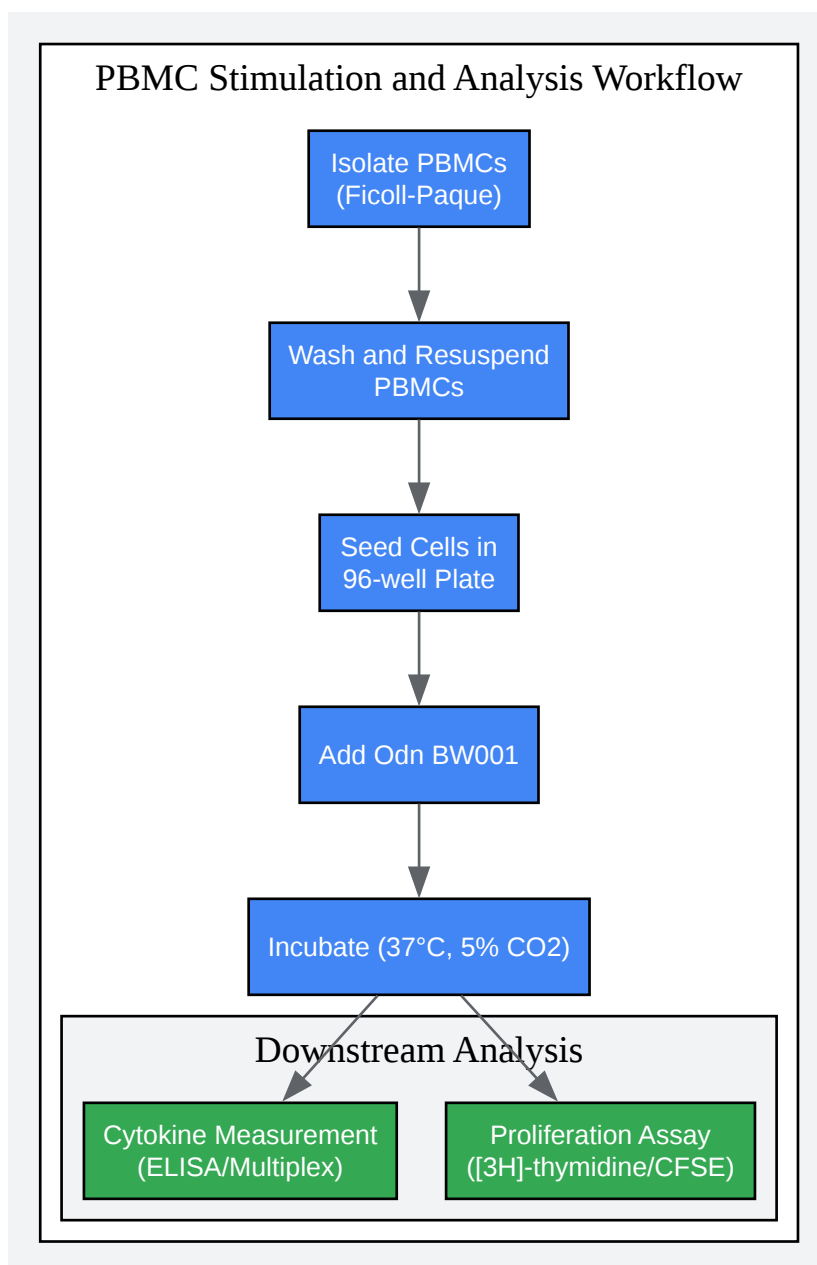 PBMC Stimulation and Analysis Workflow
Isolate PBMCs
(Ficoll-Paque)
Wash and Resuspend
PBMCs
Seed Cells in
96-well Plate
Add Odn BW001
Incubate (37°C, 5% CO2)
Downstream Analysis
Cytokine Measurement
(ELISA/Multiplex)
Proliferation Assay
([3H]-thymidine/CFSE)